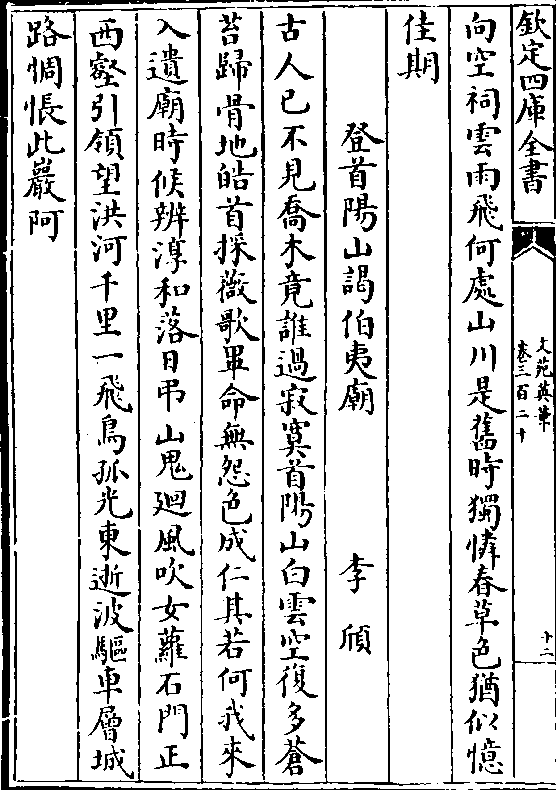 欽定四庫全書
文苑英華
卷三百二十
十二
向空祠雲雨飛何處山川是舊時獨憐春草色猶似憶
佳期
登首陽山謁伯夷廟 李頎
古人已不見喬木竟誰過寂寞首陽山白雲空復多蒼
苔歸骨地皓首採薇歌畢命無怨色成仁其若何我來
入遺廟時候辨淳和落日弔山鬼廻風吹女蘿石門正
西豁引領望洪河千里一飛鳥孤光東逝波驅車層城
路惆悵此巖阿